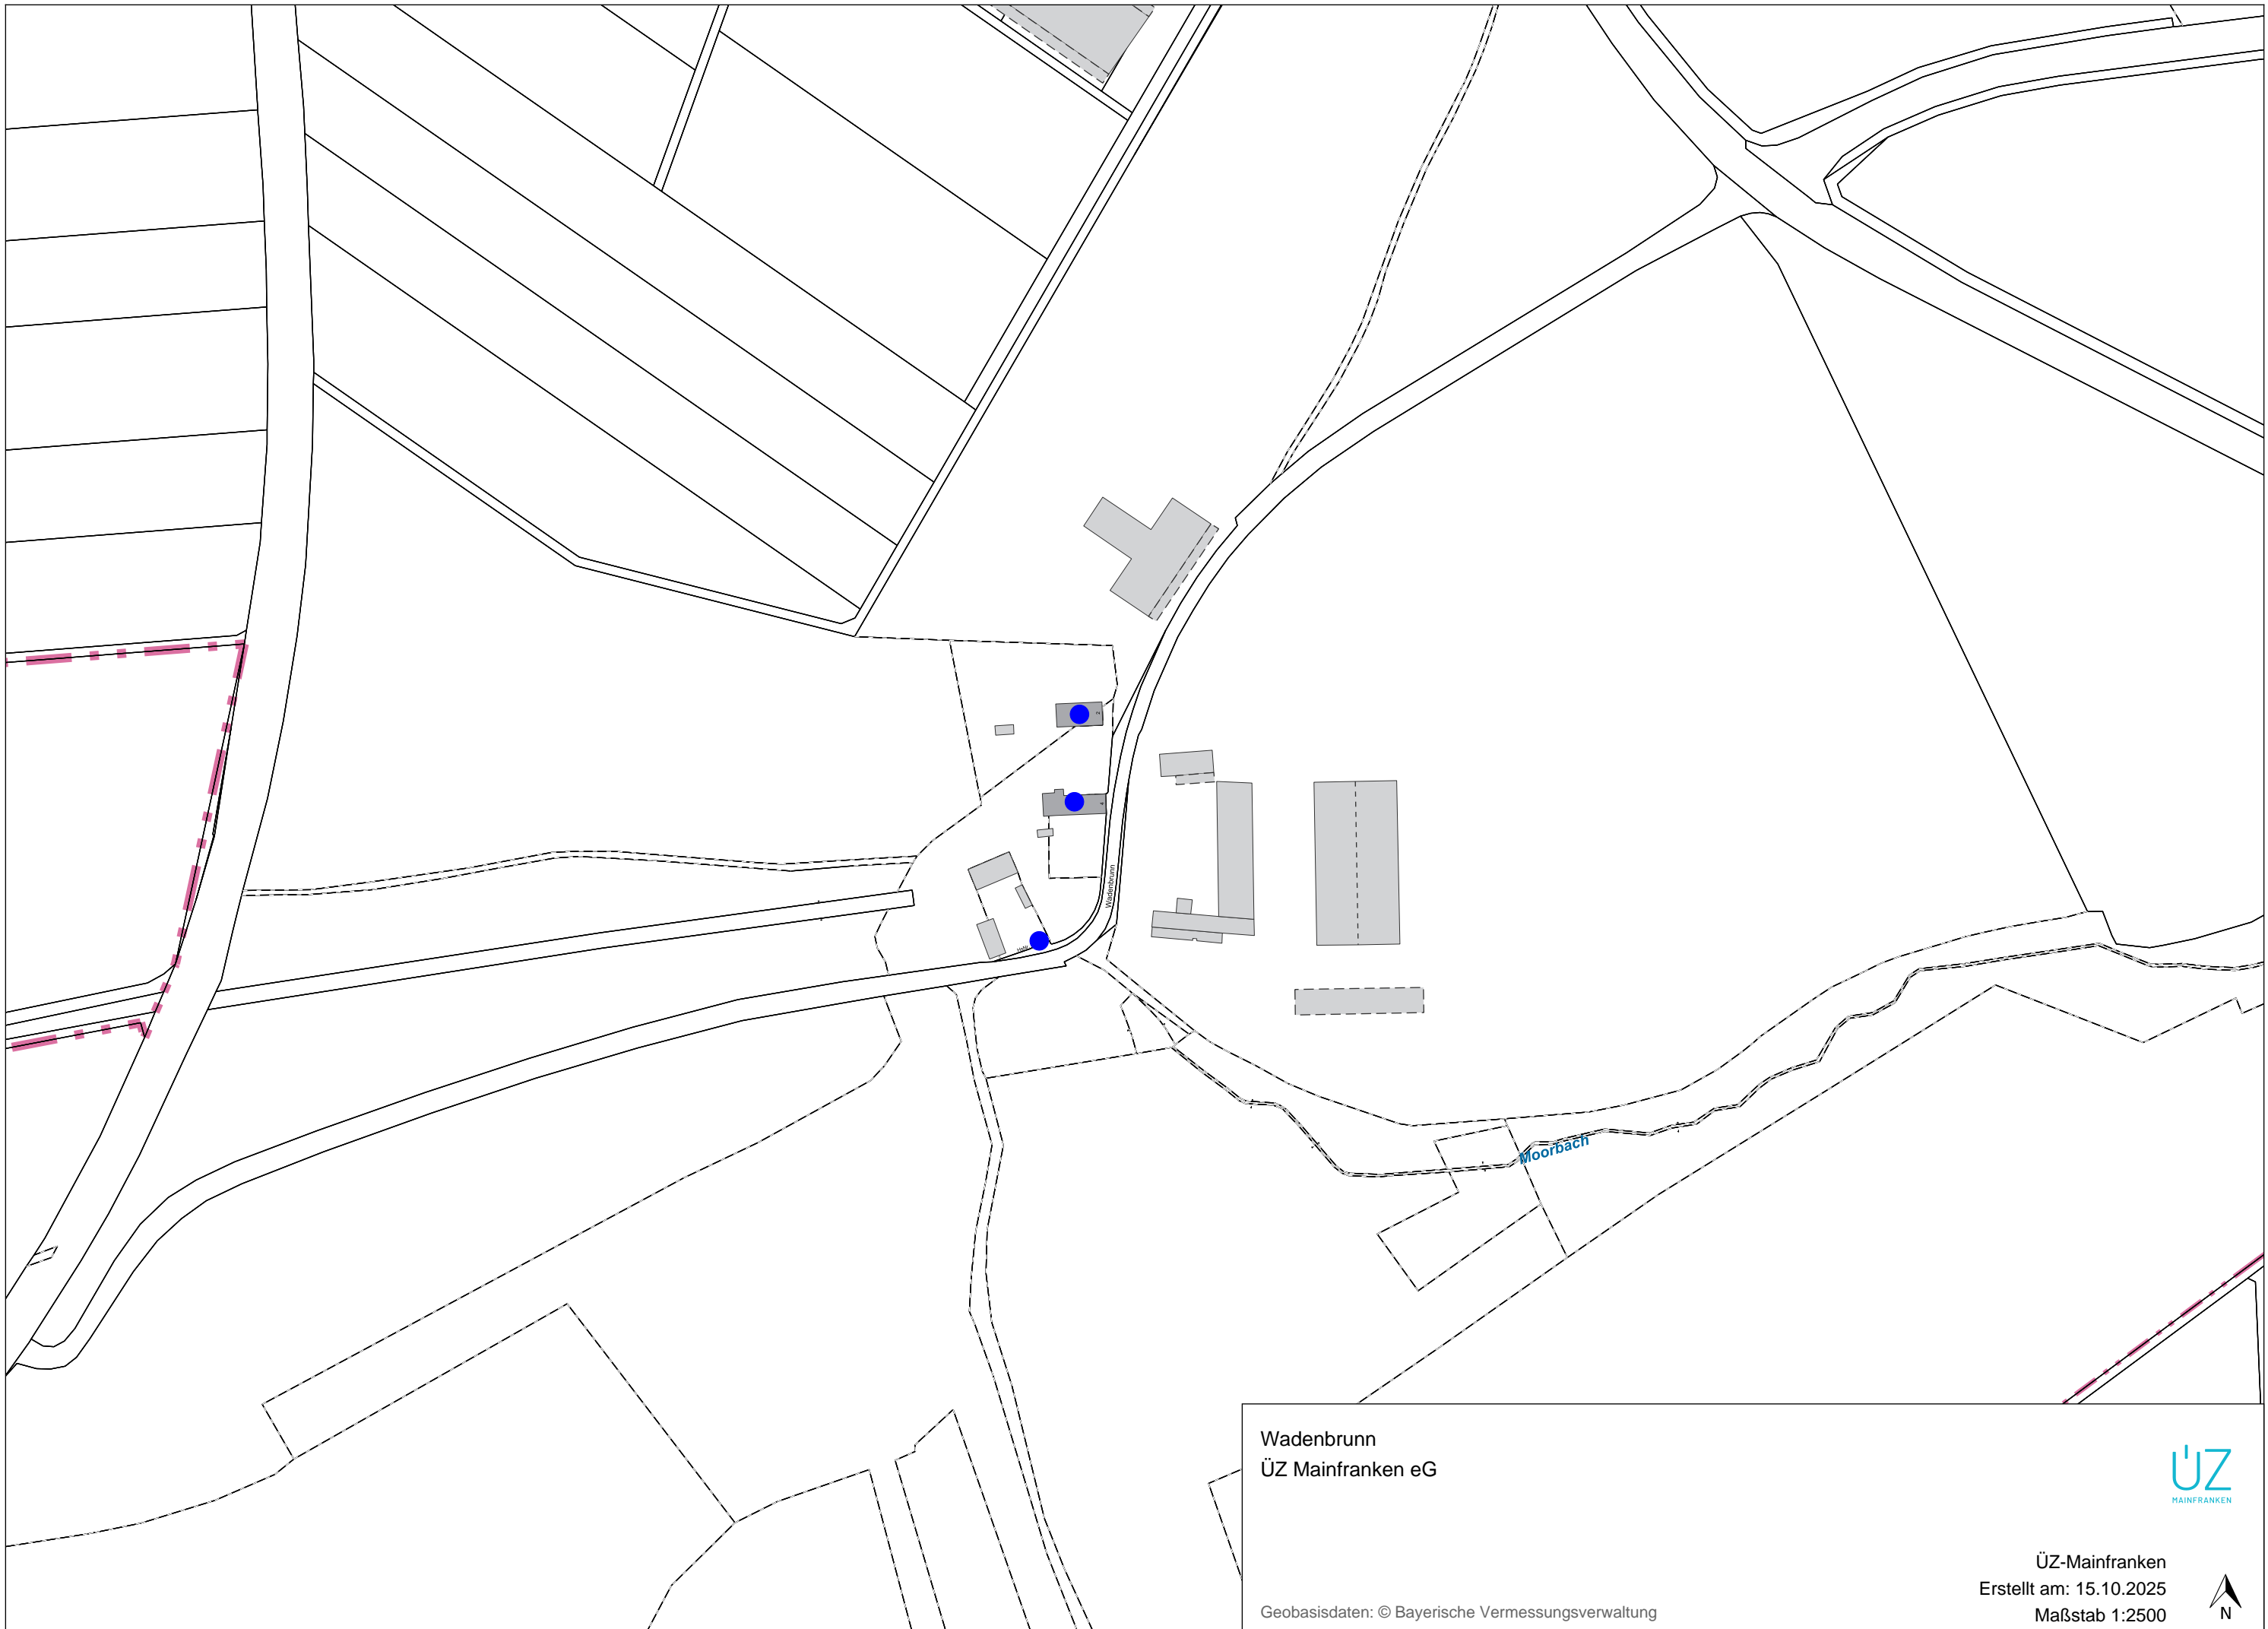 Wadenbrunn
Moorbach
Wadenbrunn
ÜZ Mainfranken eG
ÜZ
MAINFRANKEN
ÜZ-Mainfranken
Erstellt am: 15.10.2025
Maßstab 1:2500
N
Geobasisdaten: © Bayerische Vermessungsverwaltung